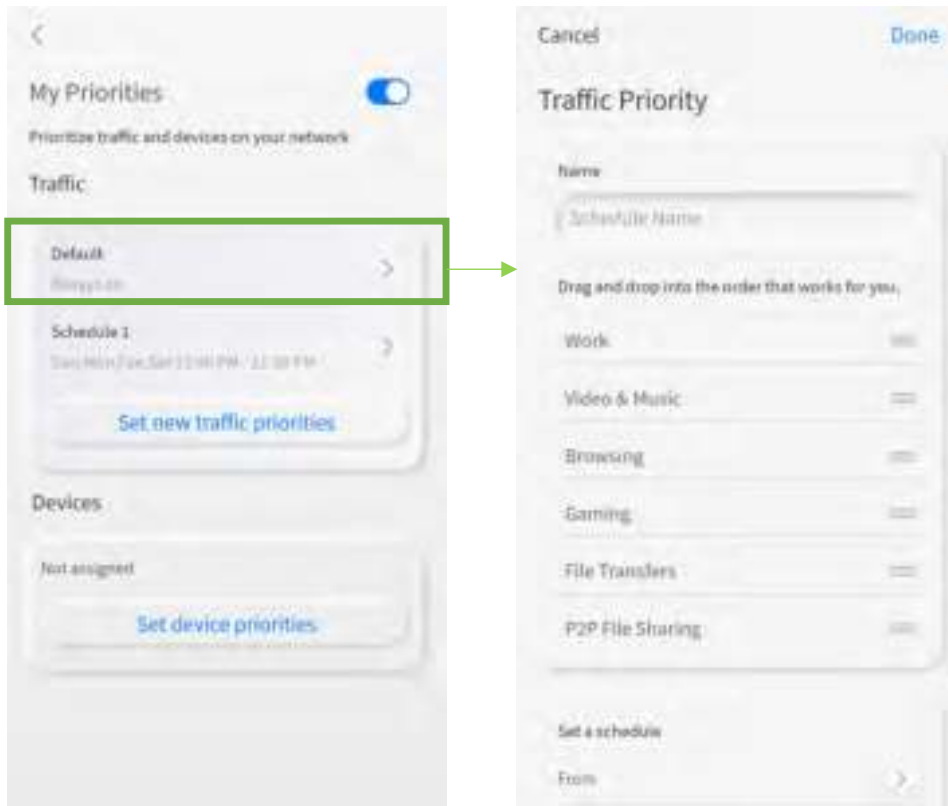 My Priorities
Prioritize traffic and devices on your network
Traffic
Default
Always on
Schedule 1
Set new traffic priorities
Devices
Not assigned
Set device priorities
Cancel
Done
Traffic Priority
Name
Schedule Name
Drag and drop into the order that works for you.
Work
Video & Music
Browsing
Gaming
File Transfers
P2P File Sharing
Set a schedule
From